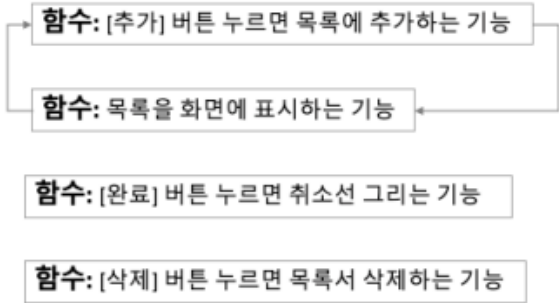 함수: [추가] 버튼 누르면 목록에 추가하는 기능
함수: 목록을 화면에 표시하는 기능
함수: [완료] 버튼 누르면 취소선 그리는 기능
함수: [삭제] 버튼 누르면 목록서 삭제하는 기능